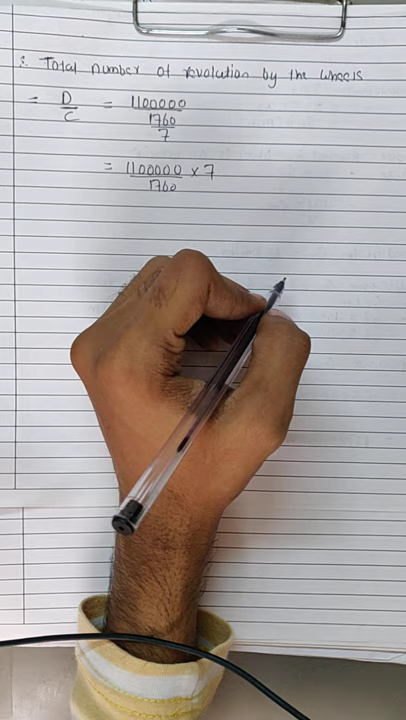 ∴ Total number of revolution by the wheels
= D/C = 1100000/(1760/7)
= 1100000/1760 × 7